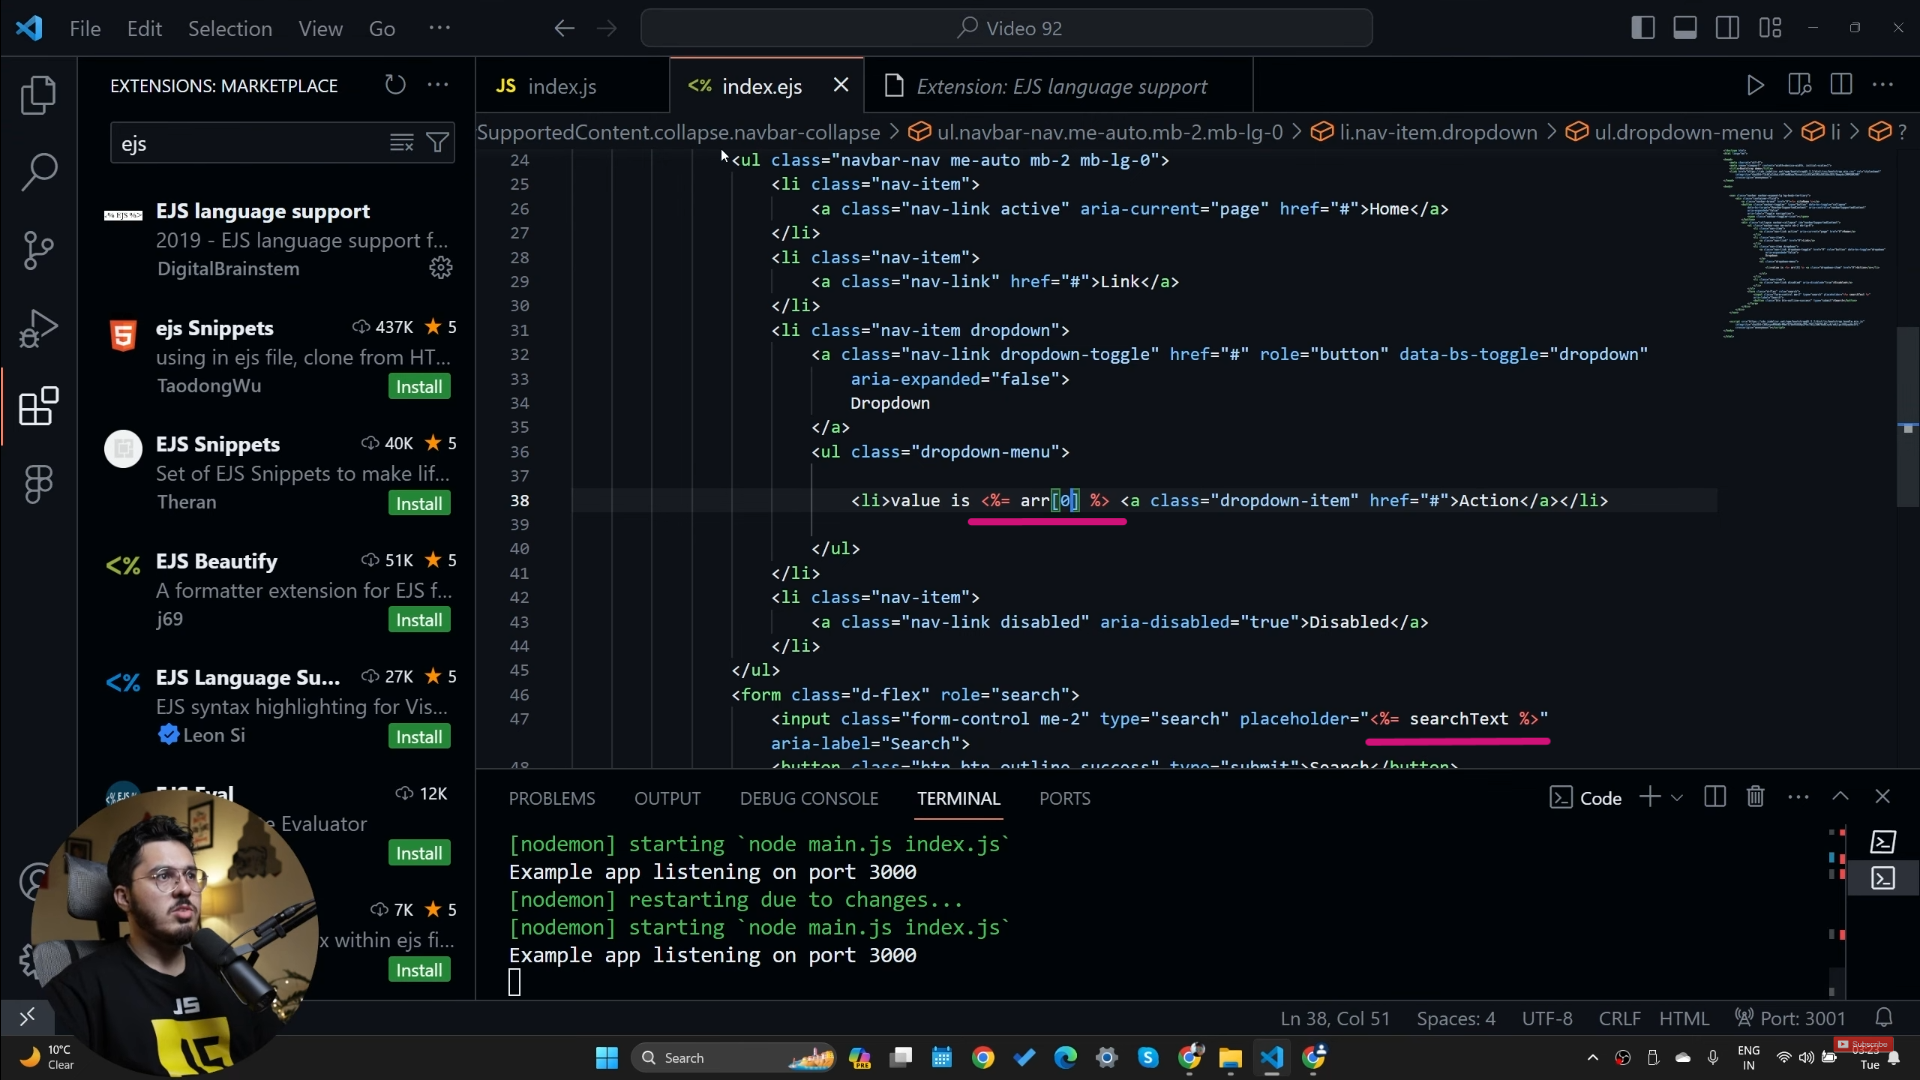 File Edit Selection View Go ··· Video 92
EXTENSIONS: MARKETPLACE
ejs
EJS language support
2019 - EJS language support f...
DigitalBrainstem
ejs Snippets 437K ★ 5
using in ejs file, clone from HT...
TaodongWu Install
EJS Snippets 40K ★ 5
Set of EJS Snippets to make lif...
Theran Install
EJS Beautify 51K ★ 5
A formatter extension for EJS f...
j69 Install
EJS Language Su... 27K ★ 5
EJS syntax highlighting for Vis...
Leon Si Install
12K
Evaluator
Install
7K ★ 5
x within ejs fi...
Install
JS index.js <% index.ejs Extension: EJS language support
SupportedContent.collapse.navbar-collapse > ul.navbar-nav.me-auto.mb-2.mb-lg-0 > li.nav-item.dropdown > ul.dropdown-menu > li > ?
24 <ul class="navbar-nav me-auto mb-2 mb-lg-0">
25 <li class="nav-item">
26 <a class="nav-link active" aria-current="page" href="#">Home</a>
27 </li>
28 <li class="nav-item">
29 <a class="nav-link" href="#">Link</a>
30 </li>
31 <li class="nav-item dropdown">
32 <a class="nav-link dropdown-toggle" href="#" role="button" data-bs-toggle="dropdown"
33 aria-expanded="false">
34 Dropdown
35 </a>
36 <ul class="dropdown-menu">
37
38 <li>value is <%= arr[0] %> <a class="dropdown-item" href="#">Action</a></li>
39
40 </ul>
41 </li>
42 <li class="nav-item">
43 <a class="nav-link disabled" aria-disabled="true">Disabled</a>
44 </li>
45 </ul>
46 <form class="d-flex" role="search">
47 <input class="form-control me-2" type="search" placeholder="<%= searchText %>"
aria-label="Search">
48 <button class="btn btn-outline-success" type="submit">Search</button>
PROBLEMS OUTPUT DEBUG CONSOLE TERMINAL PORTS Code
[nodemon] starting `node main.js index.js`
Example app listening on port 3000
[nodemon] restarting due to changes...
[nodemon] starting `node main.js index.js`
Example app listening on port 3000
JS
Ln 38, Col 51 Spaces: 4 UTF-8 CRLF HTML Port: 3001
10°C
Clear
Search
PRE
ENG
IN
Subscribe
Tue